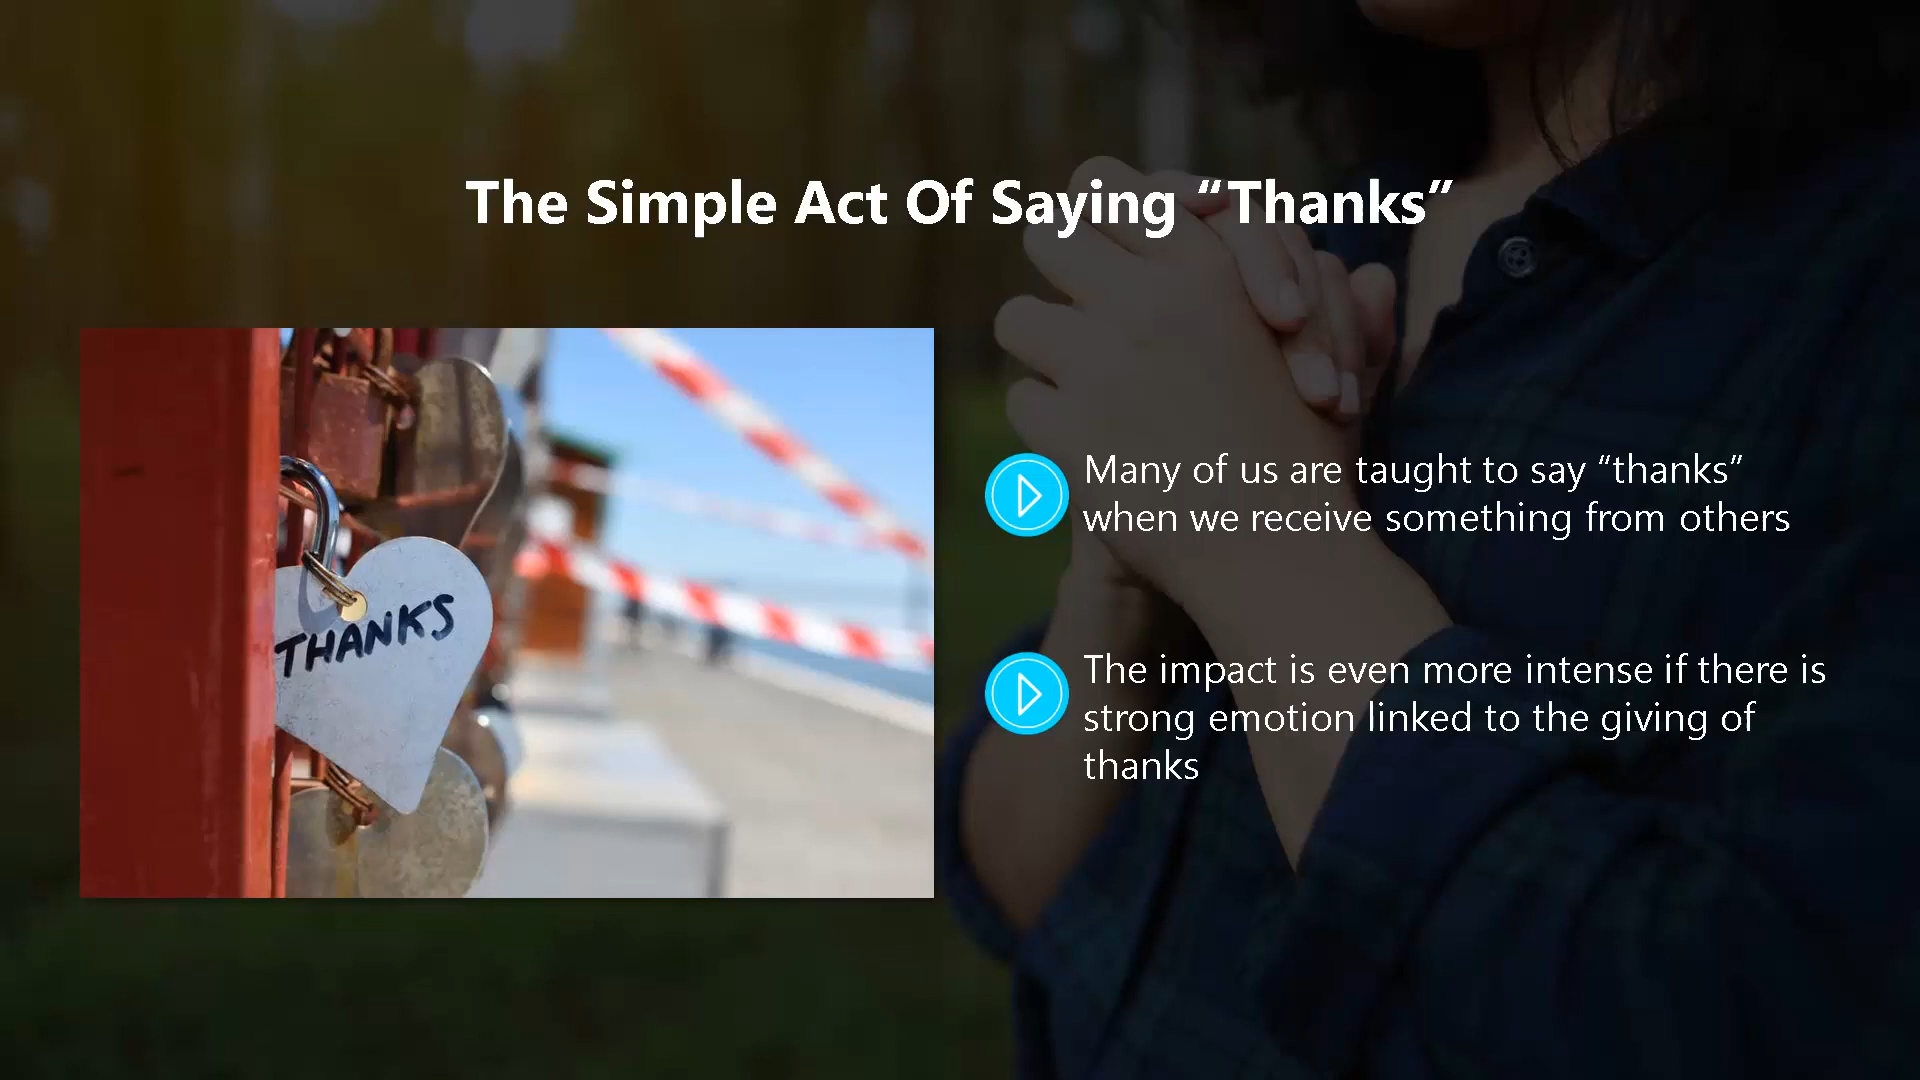 The Simple Act Of Saying “Thanks”
THANKS
Many of us are taught to say “thanks”
when we receive something from others
The impact is even more intense if there is
strong emotion linked to the giving of
thanks